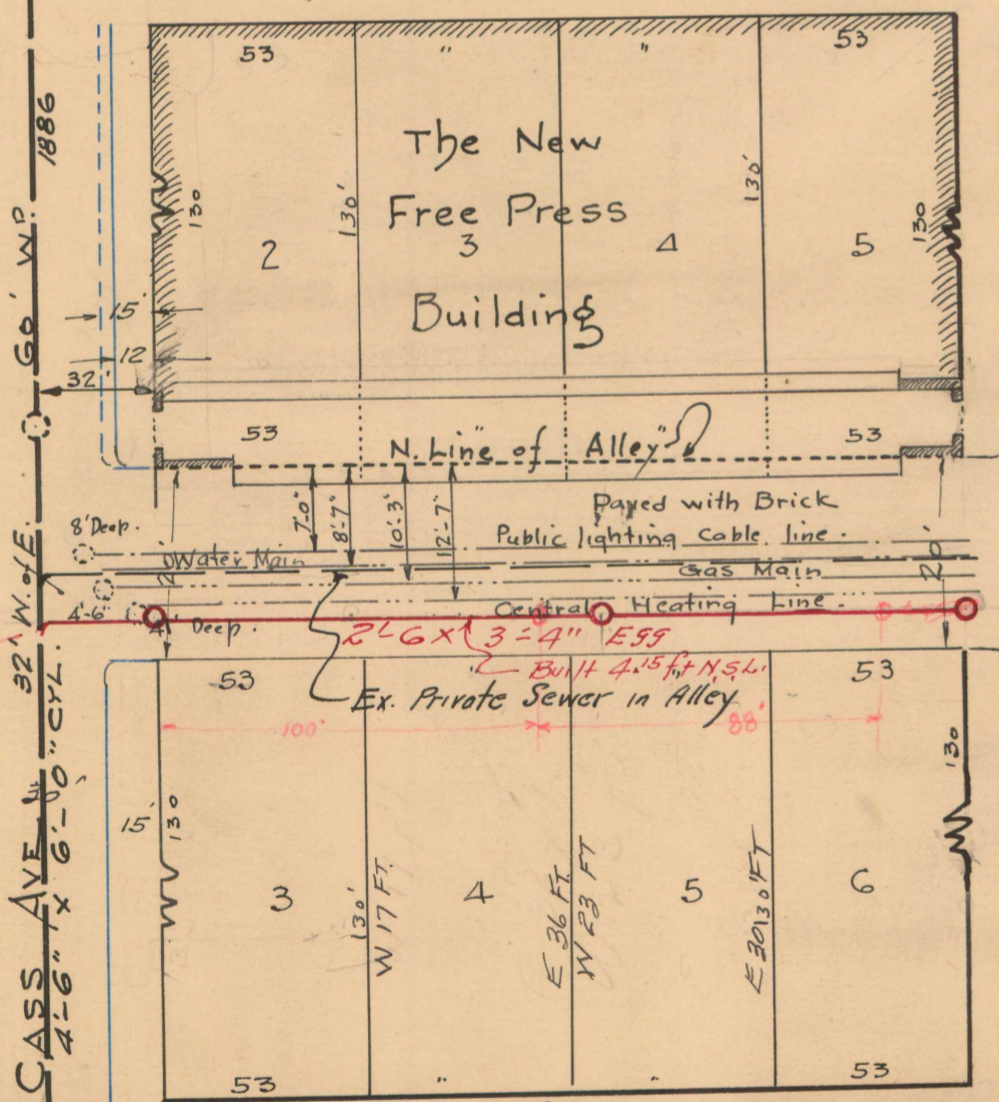 53 " " 53
The New
Free Press
Building
2 3 4 5
130 130' 130' 130
15'
12
32'
53 53
N. Line of Alley
7'-0" 8'-7" 10'-3" 12'-7"
Paved with Brick
Public lighting Cable line.
8' Deep.
Water Main
Gas Main
20'
4'-6"
4' Deep.
Central Heating Line.
2'-6 x 3'-4" Egg
Built 4.15 ft N.S.L.
53 53
Ex. Private Sewer in Alley
100' 88'
15' 130 130' 130' 130
3 4 5 6
W 17 FT.
E 36 FT.
W 23 FT
E 30 FT
53 " " 53
CASS AVE. 32' W. of E. 60' WD. 1886
4'-6" x 6'-0" CYL.